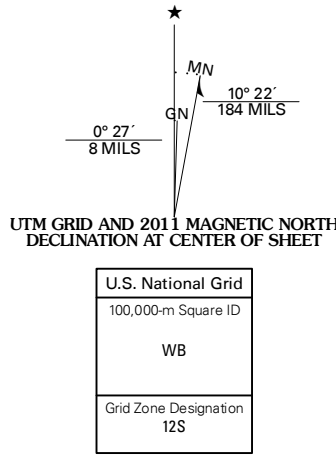 ★
MN
GN
10° 22´
184 MILS
0° 27´
8 MILS
UTM GRID AND 2011 MAGNETIC NORTH
DECLINATION AT CENTER OF SHEET
U.S. National Grid
100,000-m Square ID
WB
Grid Zone Designation
12S